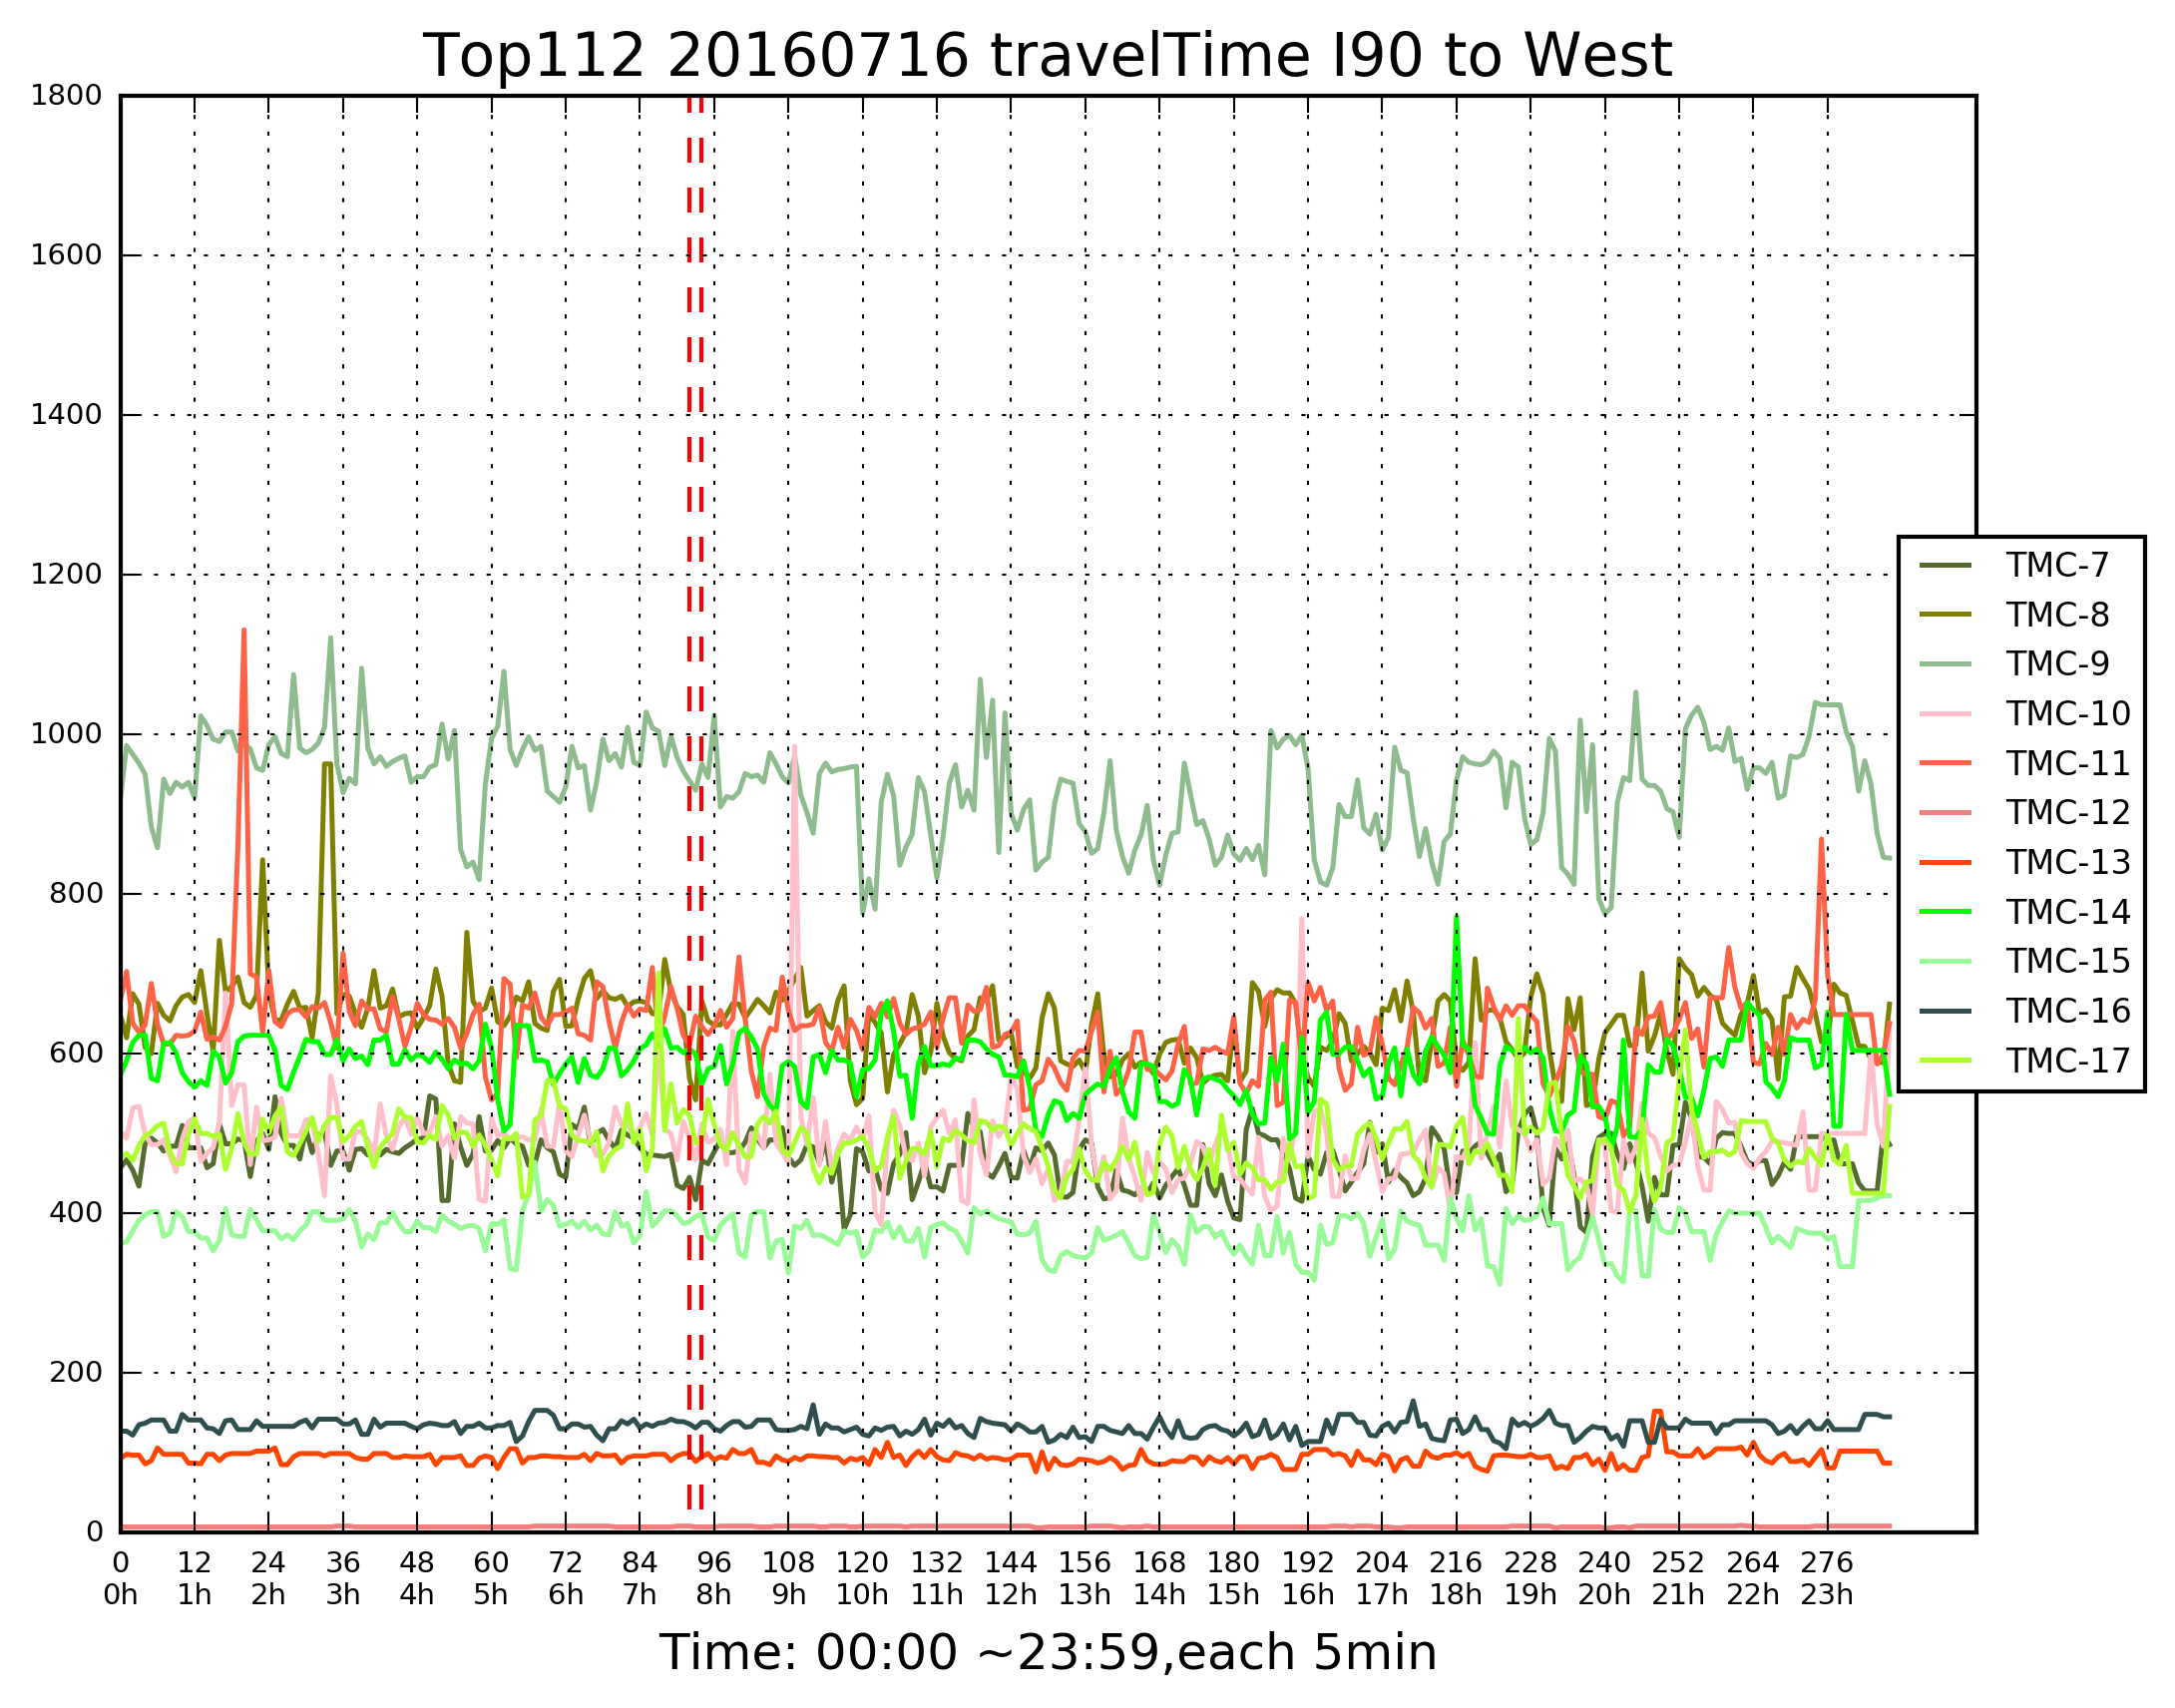 Top112 20160716 travelTime I90 to West
1800
1600
1400
1200
1000
800
600
400
200
0
TMC-7
TMC-8
TMC-9
TMC-10
TMC-11
TMC-12
TMC-13
TMC-14
TMC-15
TMC-16
TMC-17
0 12 24 36 48 60 72 84 96 108 120 132 144 156 168 180 192 204 216 228 240 252 264 276
0h 1h 2h 3h 4h 5h 6h 7h 8h 9h 10h 11h 12h 13h 14h 15h 16h 17h 18h 19h 20h 21h 22h 23h
Time: 00:00 ~23:59,each 5min